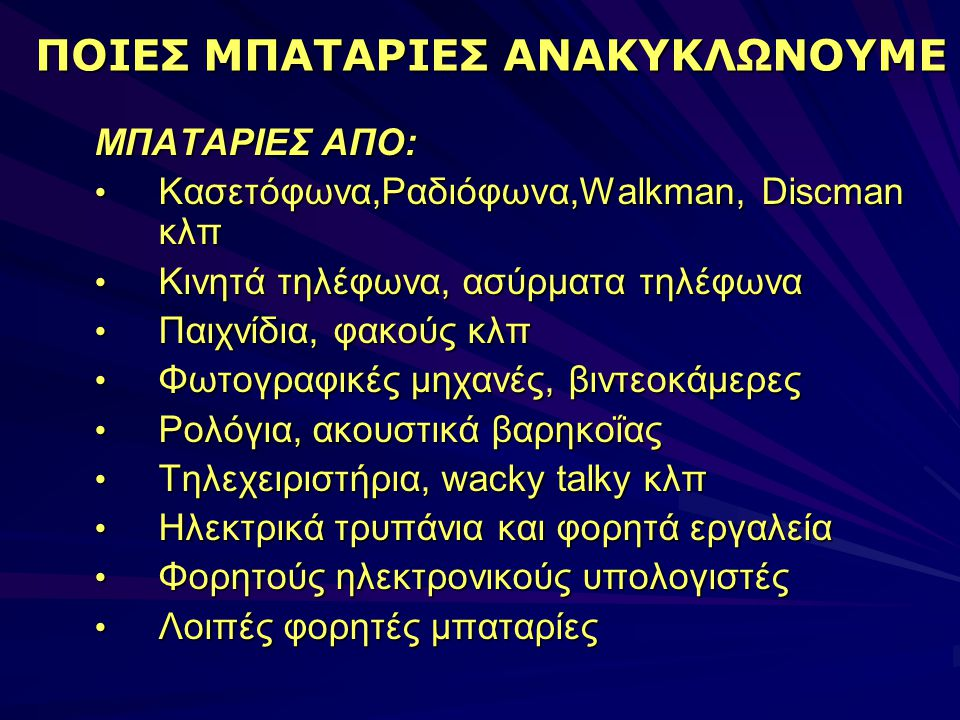 ΠΟΙΕΣ ΜΠΑΤΑΡΙΕΣ ΑΝΑΚΥΚΛΩΝΟΥΜΕ
ΜΠΑΤΑΡΙΕΣ ΑΠΟ:
• Κασετόφωνα,Ραδιόφωνα,Walkman, Discman
κλπ
• Κινητά τηλέφωνα, ασύρματα τηλέφωνα
• Παιχνίδια, φακούς κλπ
• Φωτογραφικές μηχανές, βιντεοκάμερες
• Ρολόγια, ακουστικά βαρηκοΐας
• Τηλεχειριστήρια, wacky talky κλπ
• Ηλεκτρικά τρυπάνια και φορητά εργαλεία
• Φορητούς ηλεκτρονικούς υπολογιστές
• Λοιπές φορητές μπαταρίες